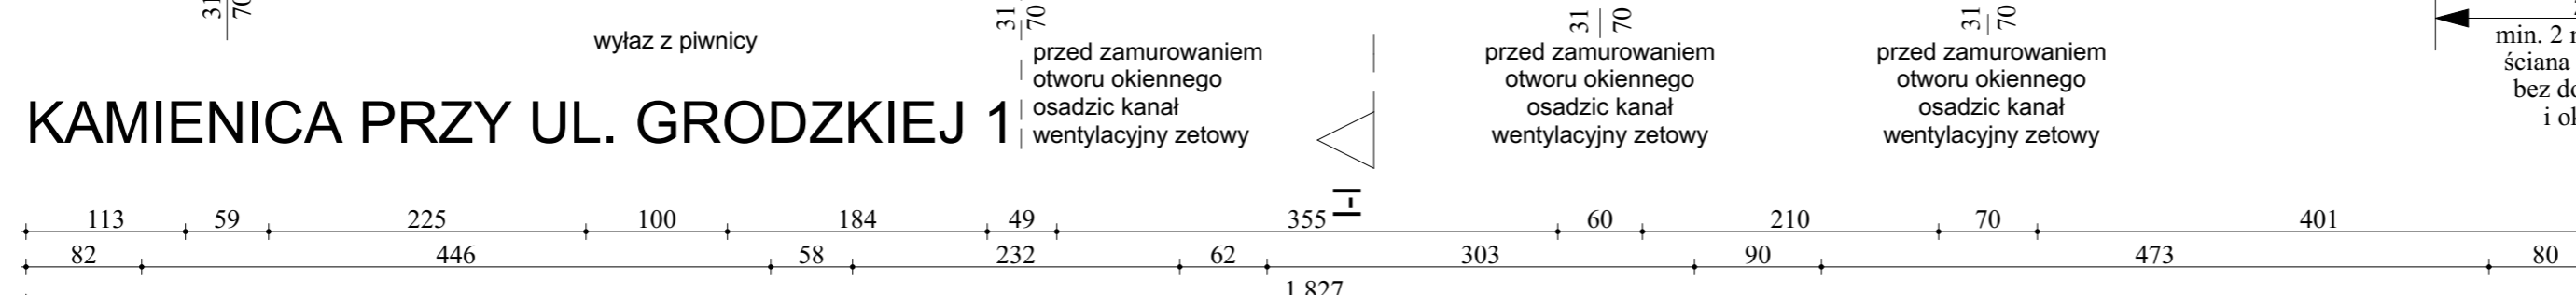 31
70
31
70
31
70
31
70
wyłaz z piwnicy
przed zamurowaniem
otworu okiennego
osadzic kanał
wentylacyjny zetowy
przed zamurowaniem
otworu okiennego
osadzic kanał
wentylacyjny zetowy
przed zamurowaniem
otworu okiennego
osadzic kanał
wentylacyjny zetowy
min. 2
ściana
bez
i
KAMIENICA PRZY UL. GRODZKIEJ 1
I-I
113 59 225 100 184 49 355 60 210 70 401
82 446 58 232 62 303 90 473 80
1 827